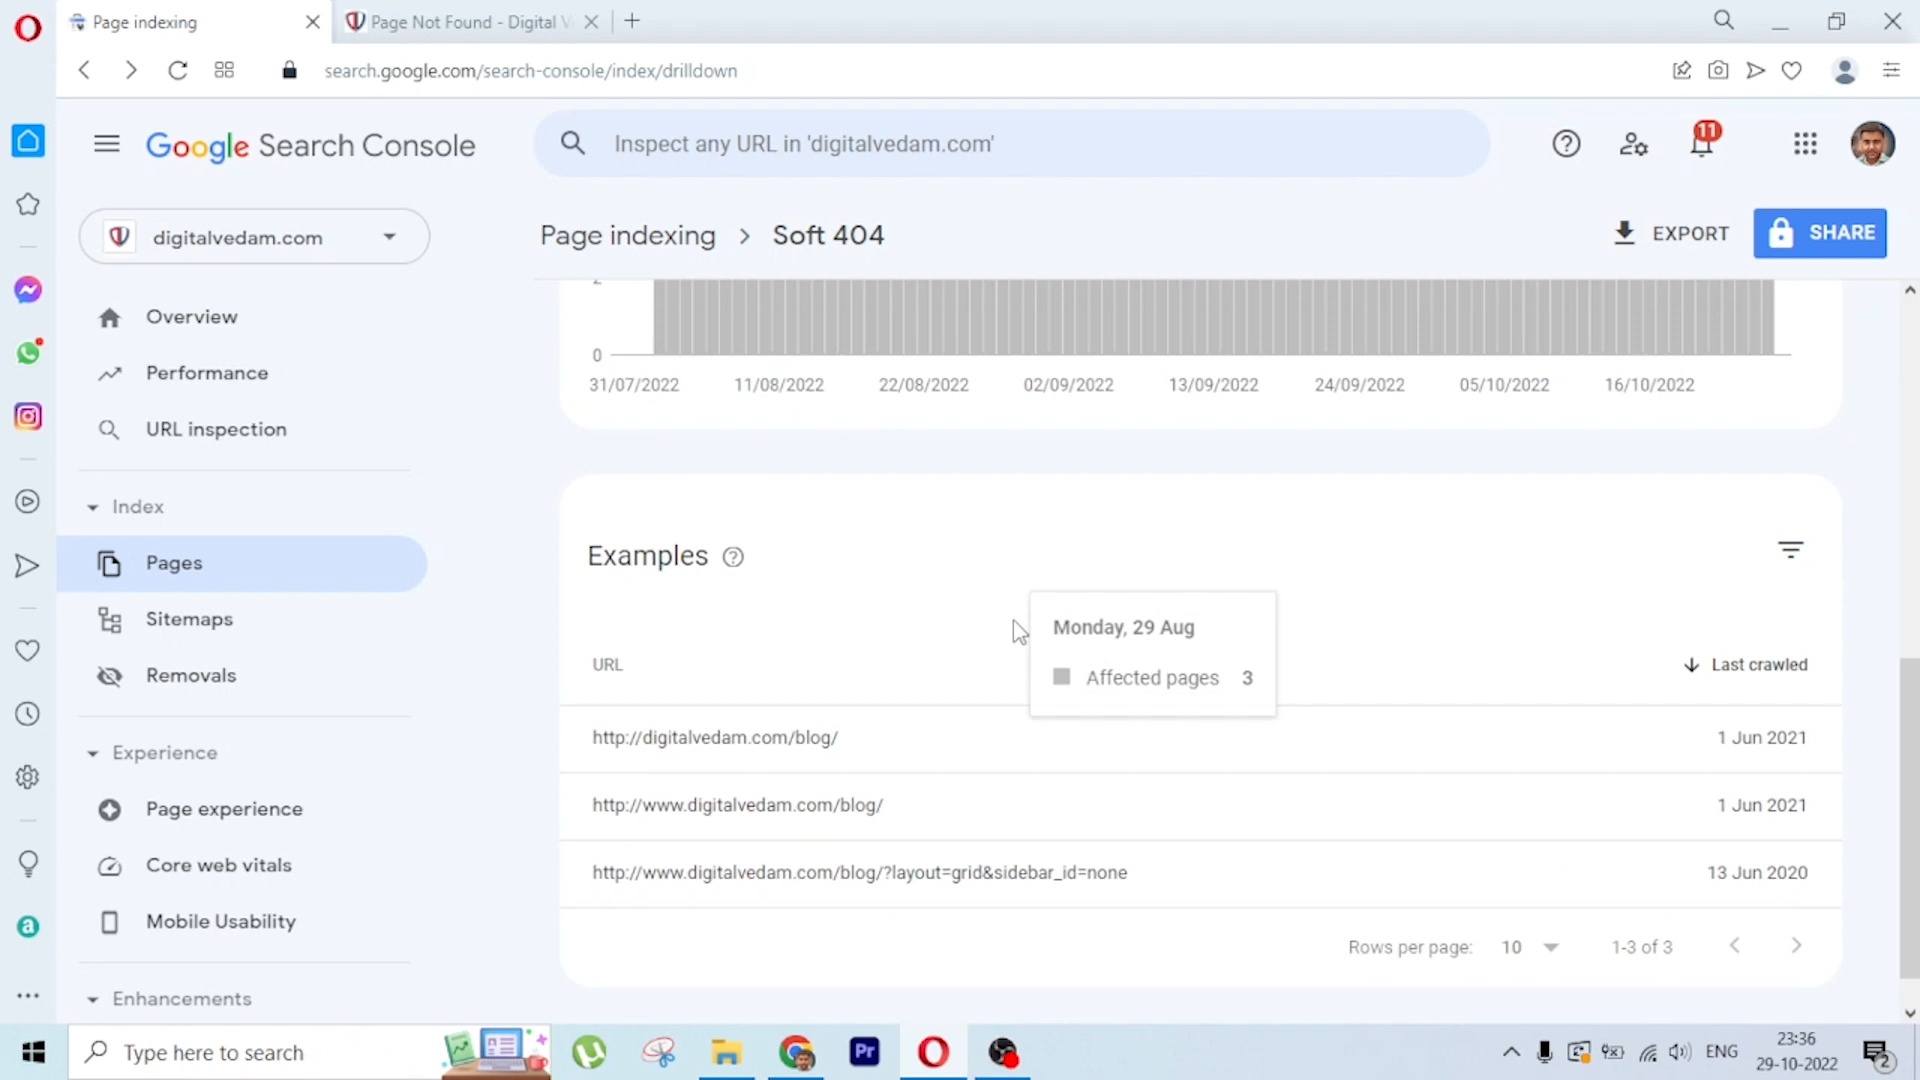 Page indexing
Page Not Found - Digital V
search.google.com/search-console/index/drilldown
Google Search Console
Inspect any URL in 'digitalvedam.com'
11
digitalvedam.com
Page indexing
Soft 404
EXPORT
SHARE
Overview
Performance
URL inspection
Index
Pages
Sitemaps
Removals
Experience
Page experience
Core web vitals
Mobile Usability
Enhancements
2
0
31/07/2022
11/08/2022
22/08/2022
02/09/2022
13/09/2022
24/09/2022
05/10/2022
16/10/2022
Examples
Monday, 29 Aug
Affected pages 3
URL
Last crawled
http://digitalvedam.com/blog/
1 Jun 2021
http://www.digitalvedam.com/blog/
1 Jun 2021
http://www.digitalvedam.com/blog/?layout=grid&sidebar_id=none
13 Jun 2020
Rows per page: 10
1-3 of 3
Type here to search
Pr
ENG
23:36
29-10-2022
2